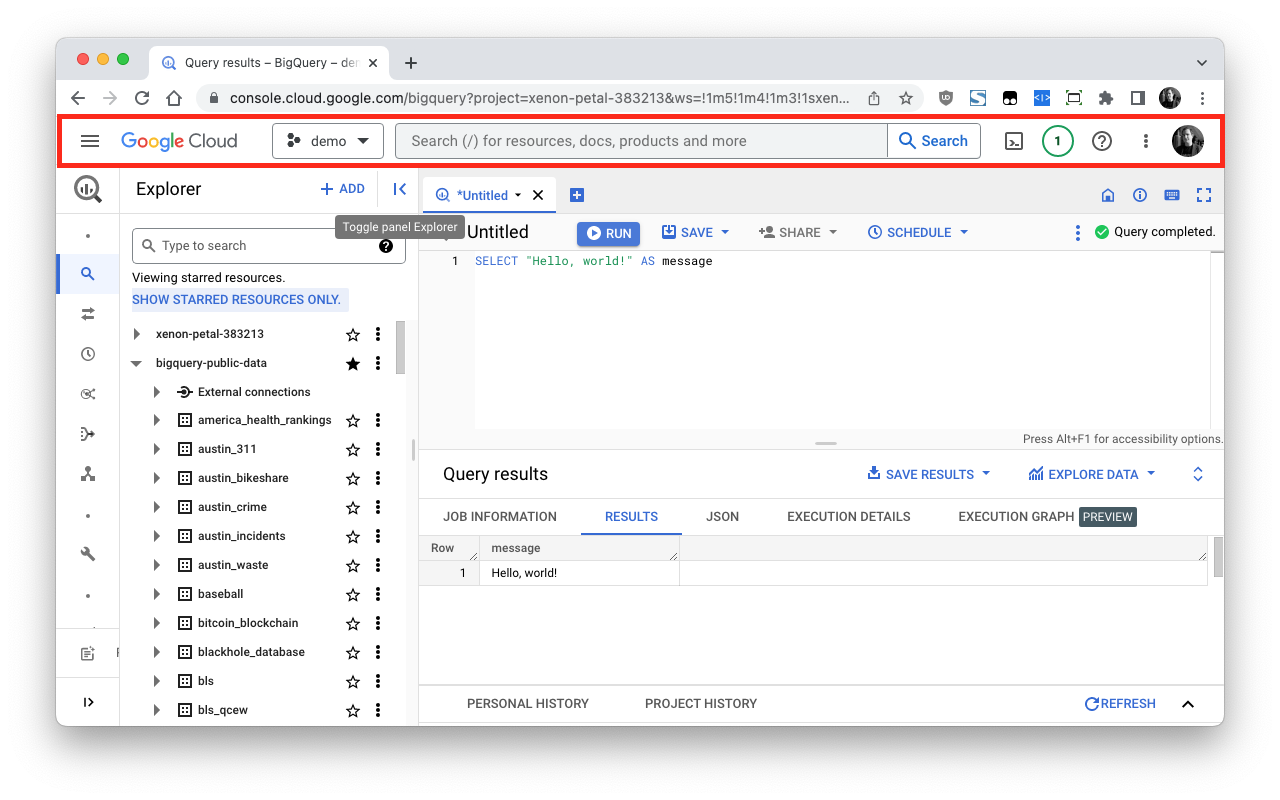 Query results – BigQuery – der
console.cloud.google.com/bigquery?project=xenon-petal-383213&ws=!1m5!1m4!1m3!1sxen...
Google Cloud
demo
Search (/) for resources, docs, products and more
Search
1
Explorer
+ ADD
*Untitled
Toggle panel Explorer
Untitled
RUN
SAVE
SHARE
SCHEDULE
Query completed.
Type to search
Viewing starred resources.
SHOW STARRED RESOURCES ONLY.
1 SELECT "Hello, world!" AS message
xenon-petal-383213
bigquery-public-data
External connections
america_health_rankings
austin_311
austin_bikeshare
austin_crime
austin_incidents
austin_waste
baseball
bitcoin_blockchain
blackhole_database
bls
bls_qcew
Press Alt+F1 for accessibility options.
Query results
SAVE RESULTS
EXPLORE DATA
JOB INFORMATION
RESULTS
JSON
EXECUTION DETAILS
EXECUTION GRAPH PREVIEW
Row message
1 Hello, world!
PERSONAL HISTORY
PROJECT HISTORY
REFRESH